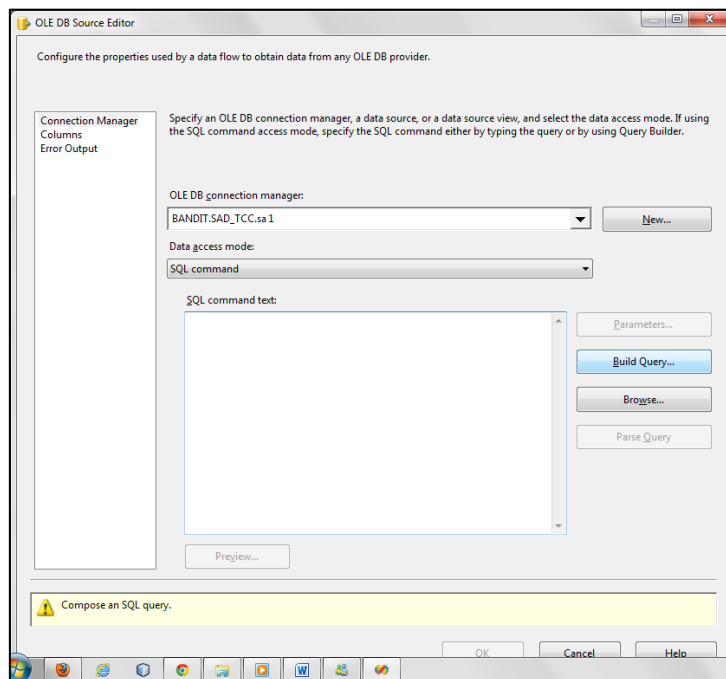 OLE DB Source Editor
Configure the properties used by a data flow to obtain data from any OLE DB provider.
Connection Manager
Columns
Error Output
Specify an OLE DB connection manager, a data source, or a data source view, and select the data access mode. If using
the SQL command access mode, specify the SQL command either by typing the query or by using Query Builder.
OLE DB connection manager:
BANDIT.SAD_TCC.sa 1
New...
Data access mode:
SQL command
SQL command text:
Parameters...
Build Query...
Browse...
Parse Query
Preview...
Compose an SQL query.
OK
Cancel
Help